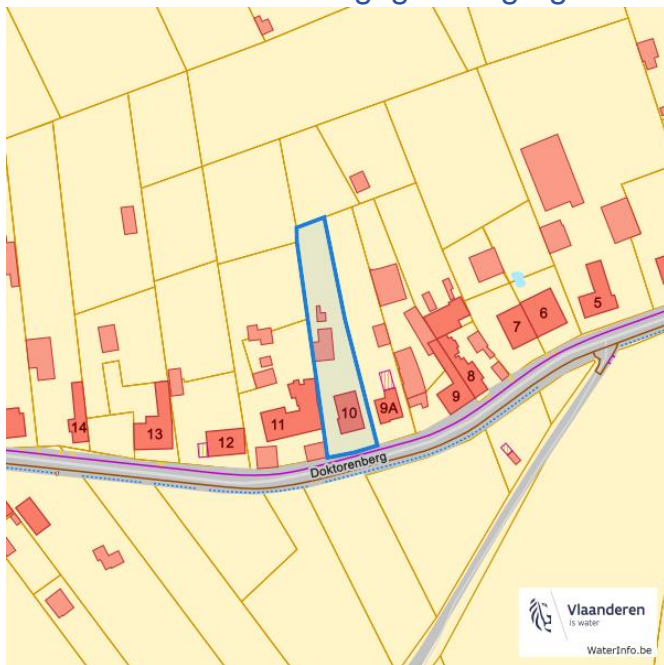 5
6
7
8
9
9A
10
11
12
13
14
Doktorenberg
Vlaanderen
is water
WaterInfo.be